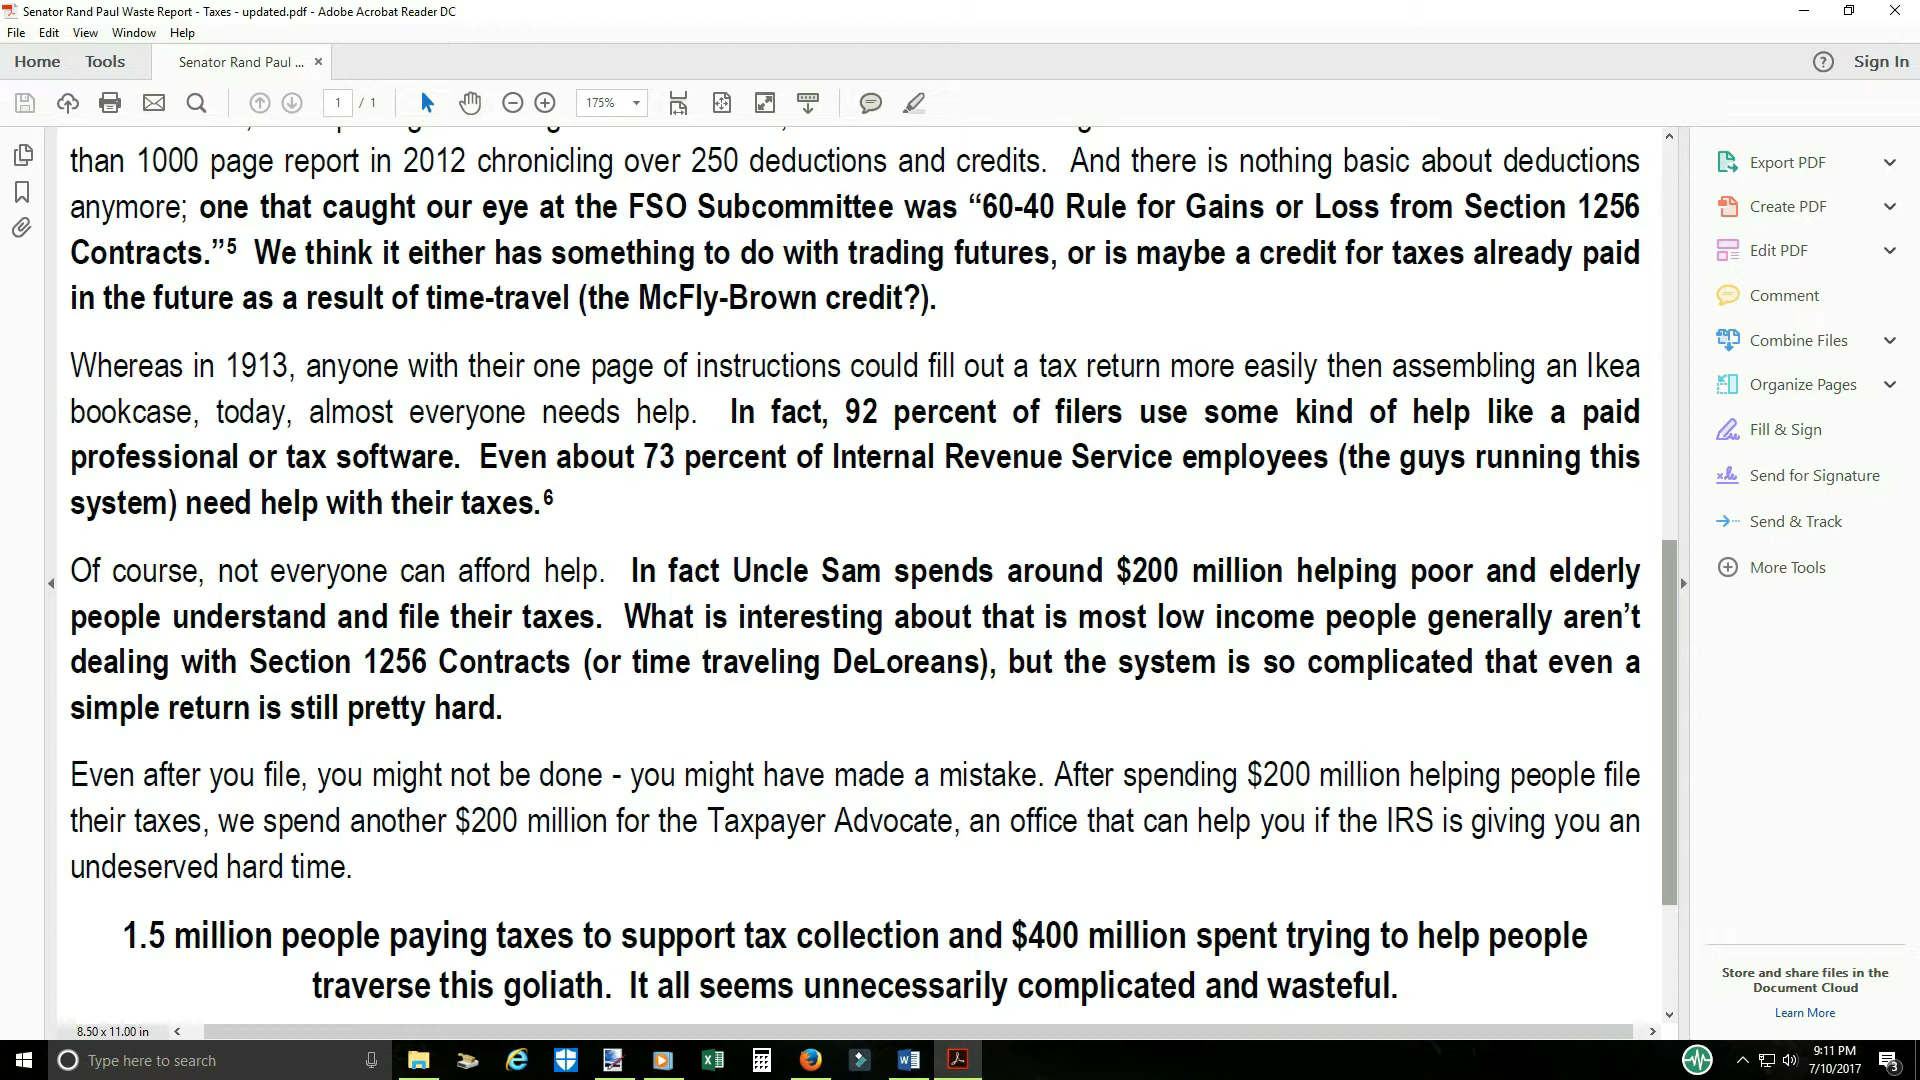 Senator Rand Paul Waste Report - Taxes - updated.pdf - Adobe Acrobat Reader DC
File Edit View Window Help
Home Tools Senator Rand Paul ... × Sign In
1 / 1 175%
than 1000 page report in 2012 chronicling over 250 deductions and credits. And there is nothing basic about deductions
anymore; one that caught our eye at the FSO Subcommittee was “60-40 Rule for Gains or Loss from Section 1256
Contracts.”⁵ We think it either has something to do with trading futures, or is maybe a credit for taxes already paid
in the future as a result of time-travel (the McFly-Brown credit?).
Whereas in 1913, anyone with their one page of instructions could fill out a tax return more easily then assembling an Ikea
bookcase, today, almost everyone needs help. In fact, 92 percent of filers use some kind of help like a paid
professional or tax software. Even about 73 percent of Internal Revenue Service employees (the guys running this
system) need help with their taxes.⁶
Of course, not everyone can afford help. In fact Uncle Sam spends around $200 million helping poor and elderly
people understand and file their taxes. What is interesting about that is most low income people generally aren’t
dealing with Section 1256 Contracts (or time traveling DeLoreans), but the system is so complicated that even a
simple return is still pretty hard.
Even after you file, you might not be done - you might have made a mistake. After spending $200 million helping people file
their taxes, we spend another $200 million for the Taxpayer Advocate, an office that can help you if the IRS is giving you an
undeserved hard time.
1.5 million people paying taxes to support tax collection and $400 million spent trying to help people
traverse this goliath. It all seems unnecessarily complicated and wasteful.
8.50 x 11.00 in
Export PDF
Create PDF
Edit PDF
Comment
Combine Files
Organize Pages
Fill & Sign
Send for Signature
Send & Track
More Tools
Store and share files in the
Document Cloud
Learn More
Type here to search
9:11 PM
7/10/2017
3